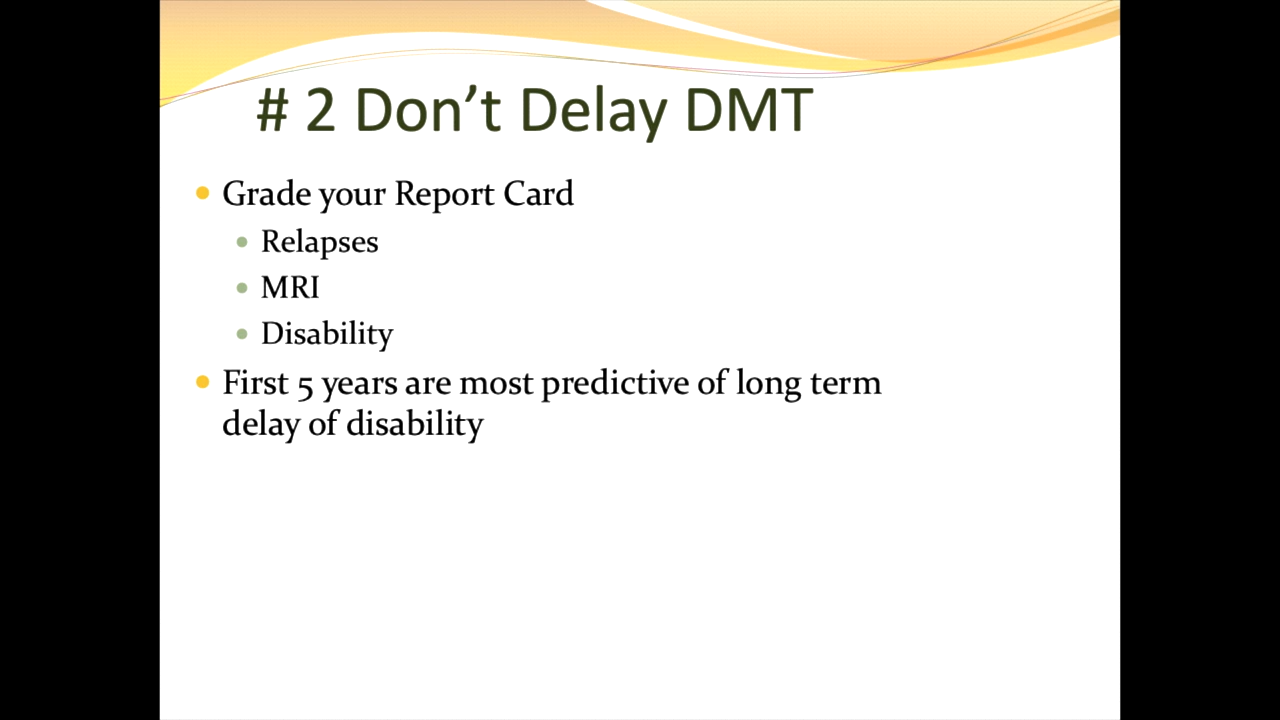 # 2 Don’t Delay DMT
Grade your Report Card
Relapses
MRI
Disability
First 5 years are most predictive of long term
delay of disability